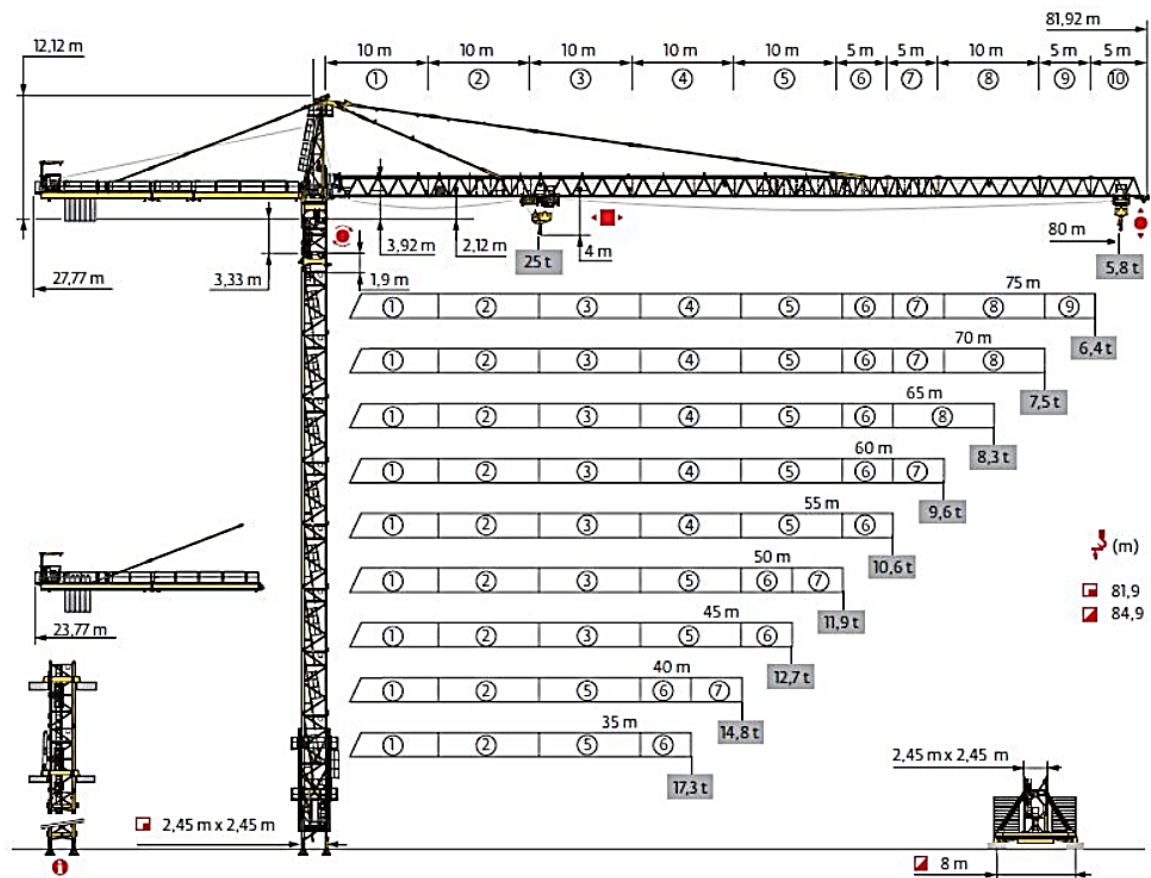 81,92 m
12,12 m
10 m 10 m 10 m 10 m 10 m 5 m 5 m 10 m 5 m 5 m
① ② ③ ④ ⑤ ⑥ ⑦ ⑧ ⑨ ⑩
3,92 m
2,12 m
4 m
80 m
25 t
5,8 t
27,77 m
3,33 m
1,9 m
75 m
① ② ③ ④ ⑤ ⑥ ⑦ ⑧ ⑨
6,4 t
70 m
① ② ③ ④ ⑤ ⑥ ⑦ ⑧
7,5 t
65 m
① ② ③ ④ ⑤ ⑥ ⑧
8,3 t
60 m
① ② ③ ④ ⑤ ⑥ ⑦
9,6 t
55 m
① ② ③ ④ ⑤ ⑥
10,6 t
50 m
① ② ③ ⑤ ⑥ ⑦
11,9 t
45 m
① ② ③ ⑤ ⑥
12,7 t
40 m
① ② ⑤ ⑥ ⑦
14,8 t
35 m
① ② ⑤ ⑥
17,3 t
(m)
81,9
84,9
23,77 m
2,45 m x 2,45 m
2,45 m x 2,45 m
8 m
i